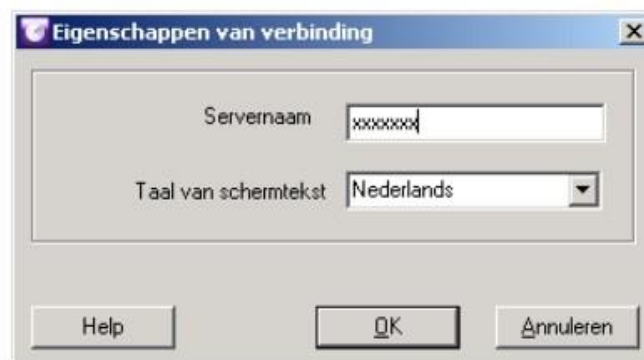 Eigenschappen van verbinding
Servernaam xxxxxxx
Taal van schermtekst Nederlands
Help OK Annuleren